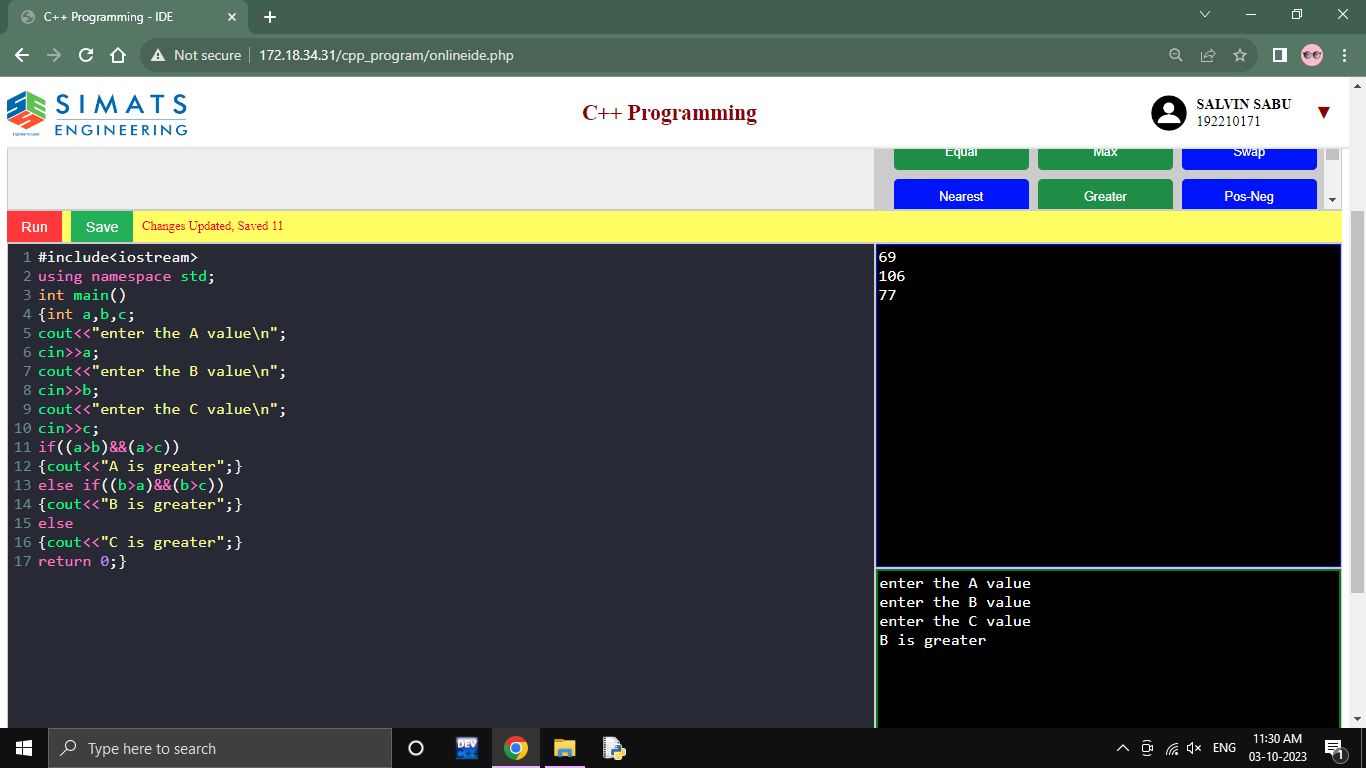 C++ Programming - IDE
Not secure 172.18.34.31/cpp_program/onlineide.php
SIMATS
ENGINEERING
C++ Programming
SALVIN SABU
192210171
Equal Max Swap
Nearest Greater Pos-Neg
Run Save Changes Updated, Saved 11
1 #include<iostream>
2 using namespace std;
3 int main()
4 {int a,b,c;
5 cout<<"enter the A value\n";
6 cin>>a;
7 cout<<"enter the B value\n";
8 cin>>b;
9 cout<<"enter the C value\n";
10 cin>>c;
11 if((a>b)&&(a>c))
12 {cout<<"A is greater";}
13 else if((b>a)&&(b>c))
14 {cout<<"B is greater";}
15 else
16 {cout<<"C is greater";}
17 return 0;}
69
106
77
enter the A value
enter the B value
enter the C value
B is greater
Type here to search
DEV
ENG
11:30 AM
03-10-2023
1